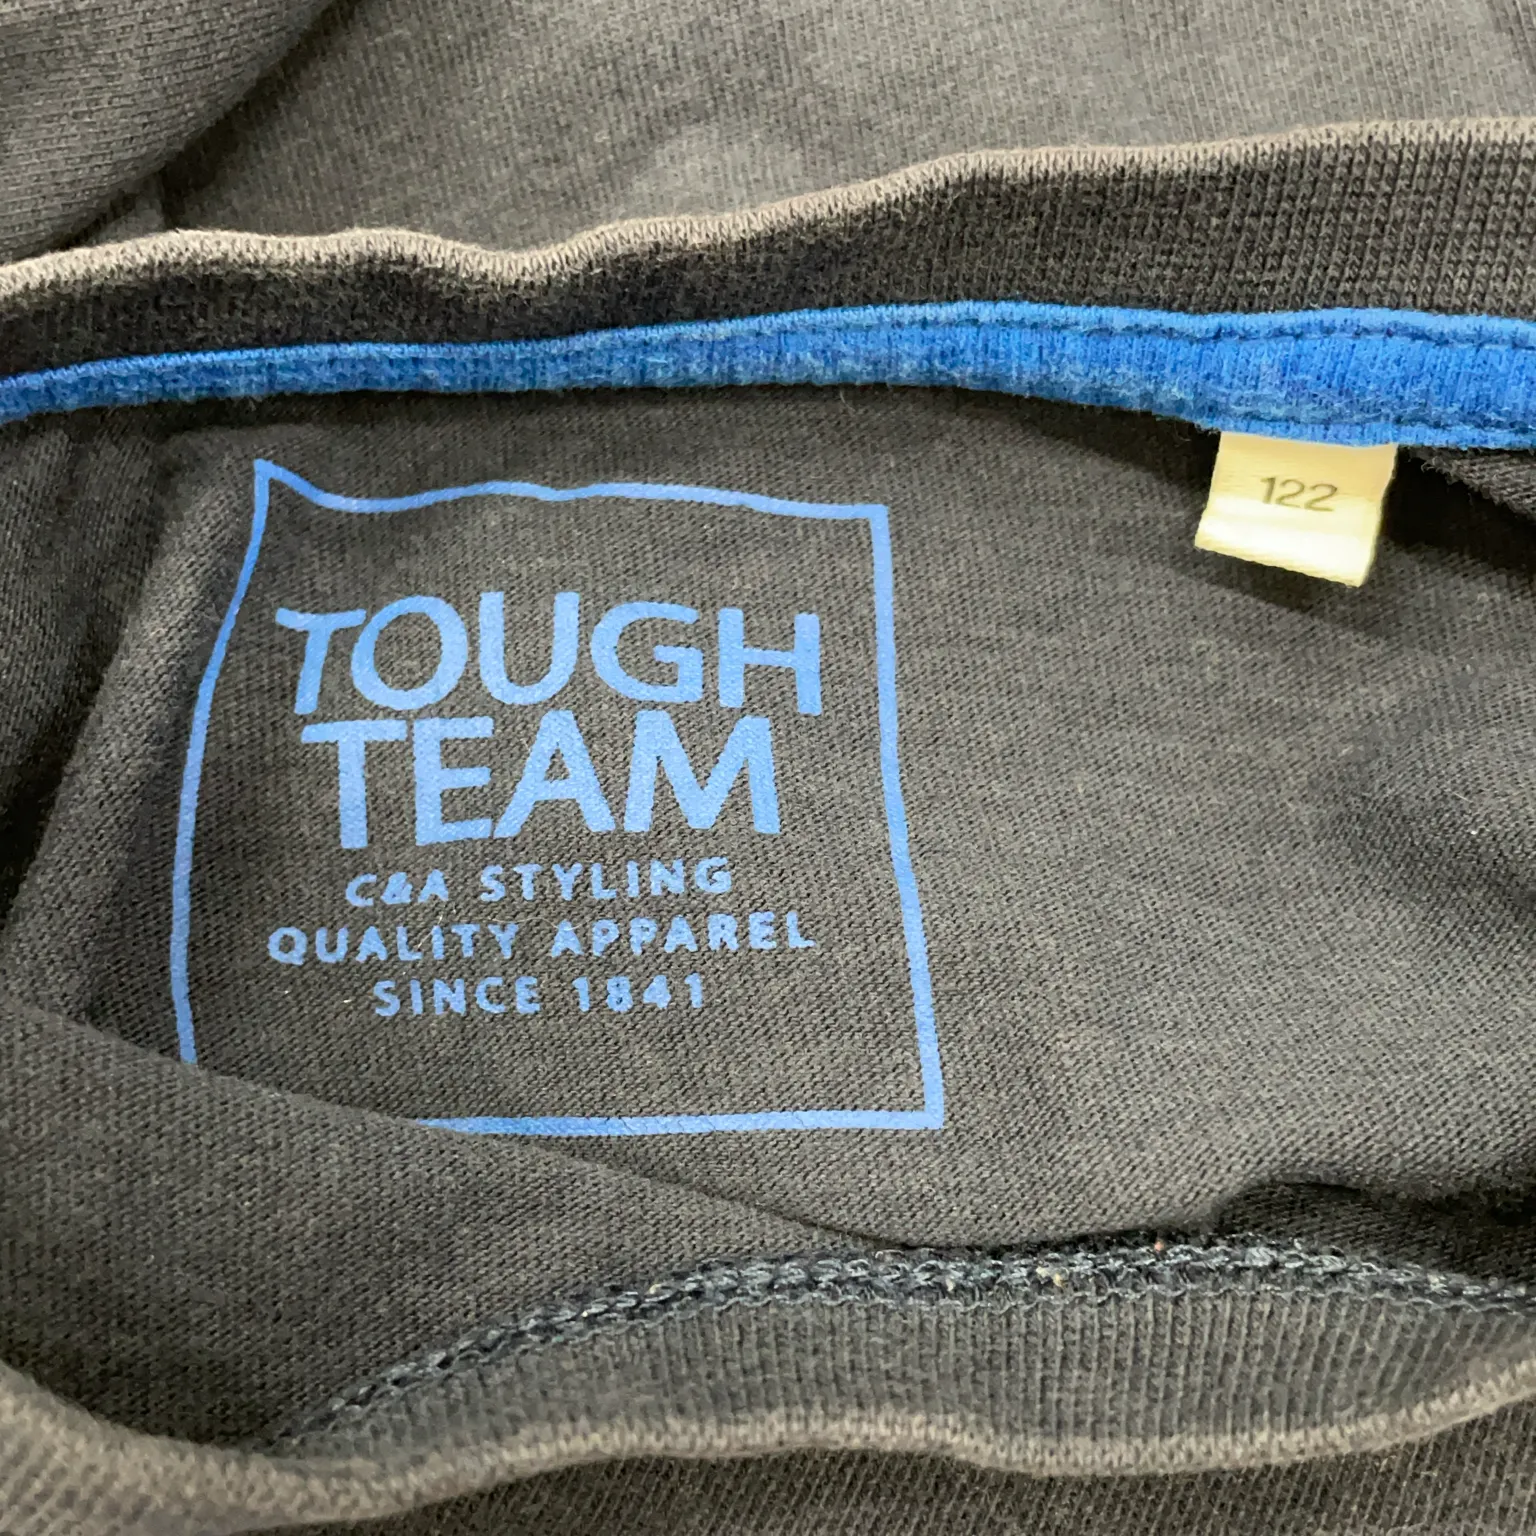 122
TOUGH
TEAM
C&A STYLING
QUALITY APPAREL
SINCE 1841